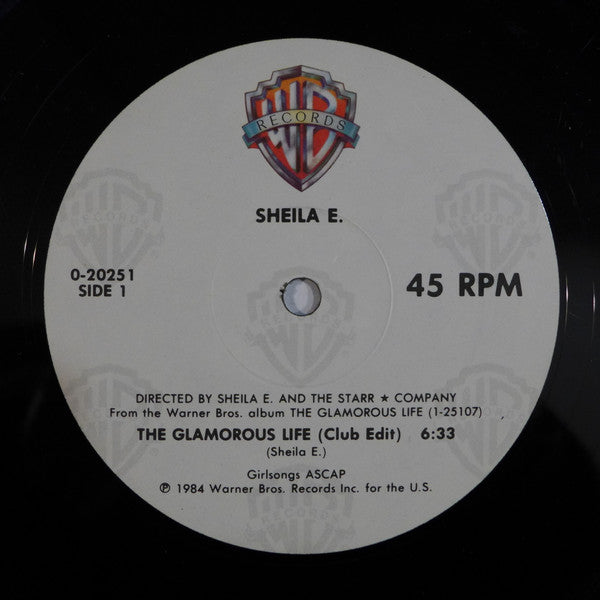 WB
RECORDS
SHEILA E.
0-20251
SIDE 1
45 RPM
DIRECTED BY SHEILA E. AND THE STARR ★ COMPANY
From the Warner Bros. album THE GLAMOROUS LIFE (1-25107)
THE GLAMOROUS LIFE (Club Edit) 6:33
(Sheila E.)
Girlsongs ASCAP
℗ 1984 Warner Bros. Records Inc. for the U.S.